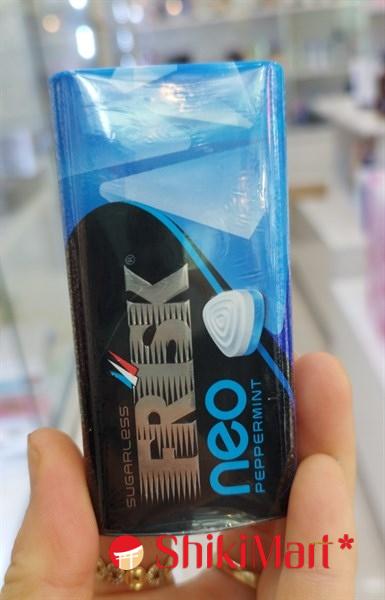 SUGARLESS
FRISK®
neo
PEPPERMINT
ShikiMart*